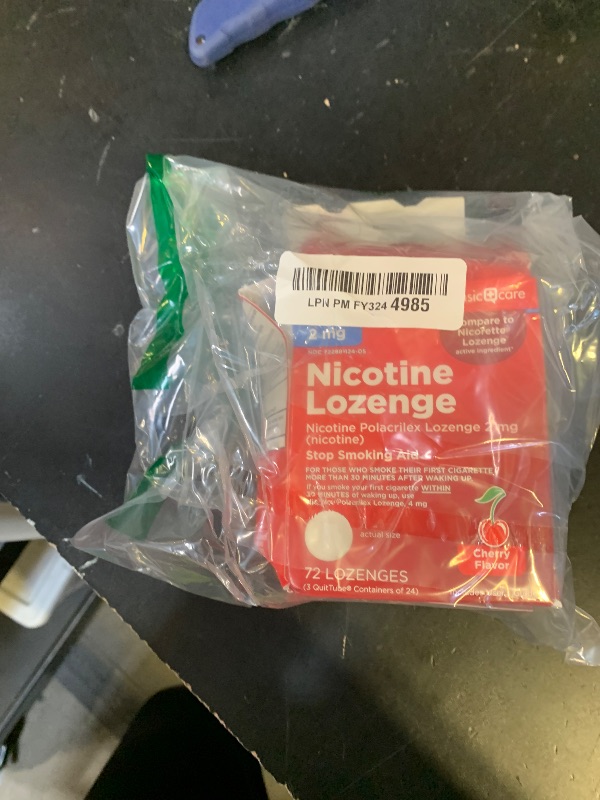 LPN PM FY324 4985
sic care
2 mg
Compare to
Nicorette
Lozenge
active ingredient*
Nicotine
Lozenge
Nicotine Polacrilex Lozenge 2 mg
(nicotine)
Stop Smoking Aid
FOR THOSE WHO SMOKE THEIR FIRST CIGARETTE
MORE THAN 30 MINUTES AFTER WAKING UP.
If you smoke your first cigarette WITHIN
30 MINUTES of waking up, use
Nicotine Polacrilex Lozenge, 4 mg
actual size
Cherry
Flavor
72 LOZENGES
(3 QuitTube® Containers of 24)